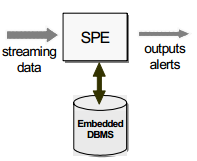 SPE
streaming
data
outputs
alerts
Embedded
DBMS